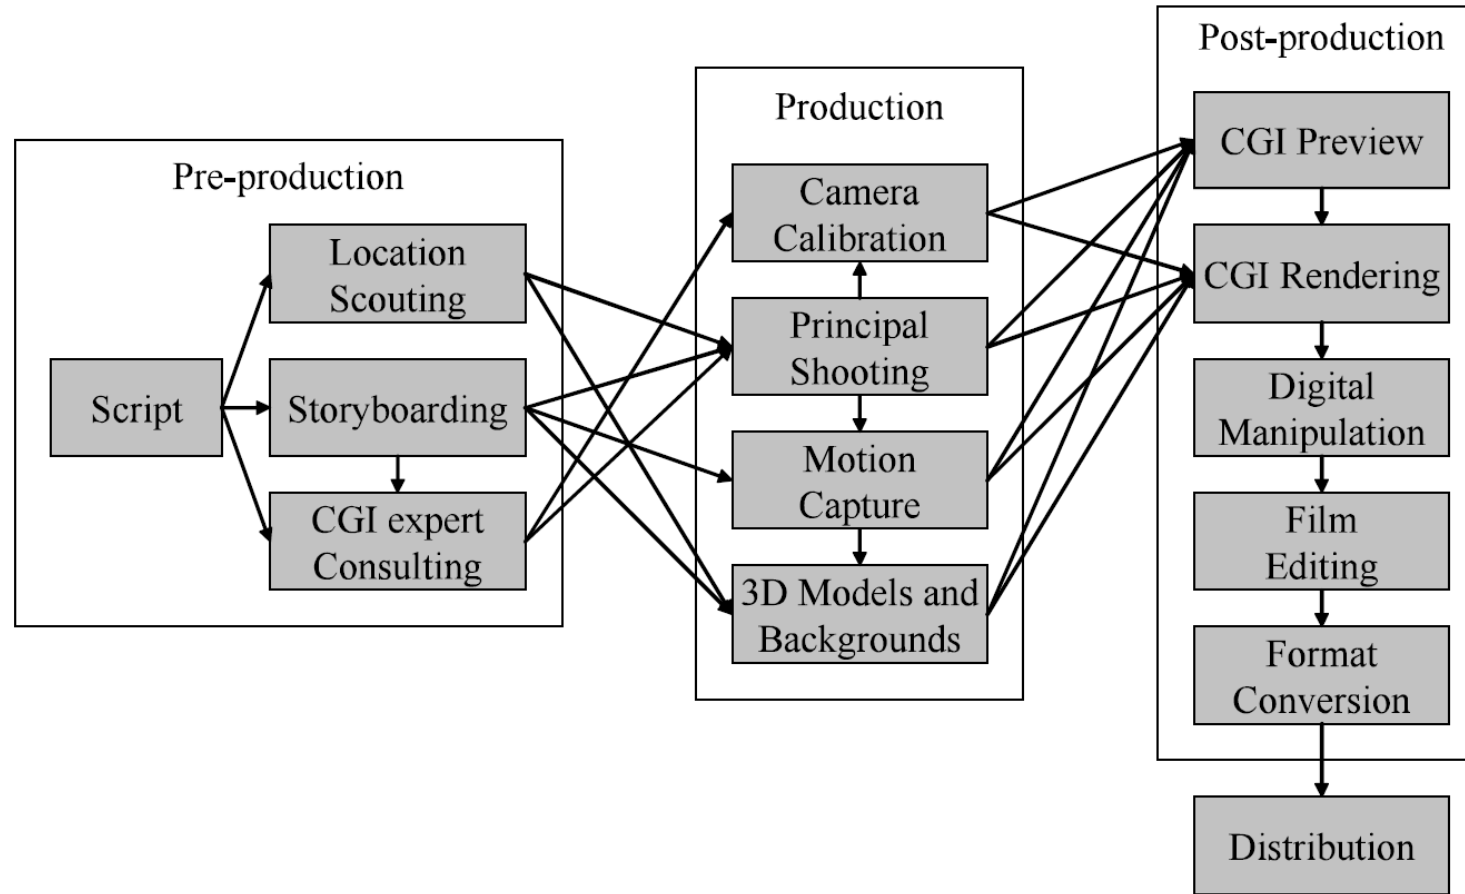 Pre-production
Script
Location
Scouting
Storyboarding
CGI expert
Consulting
Production
Camera
Calibration
Principal
Shooting
Motion
Capture
3D Models and
Backgrounds
Post-production
CGI Preview
CGI Rendering
Digital
Manipulation
Film
Editing
Format
Conversion
Distribution